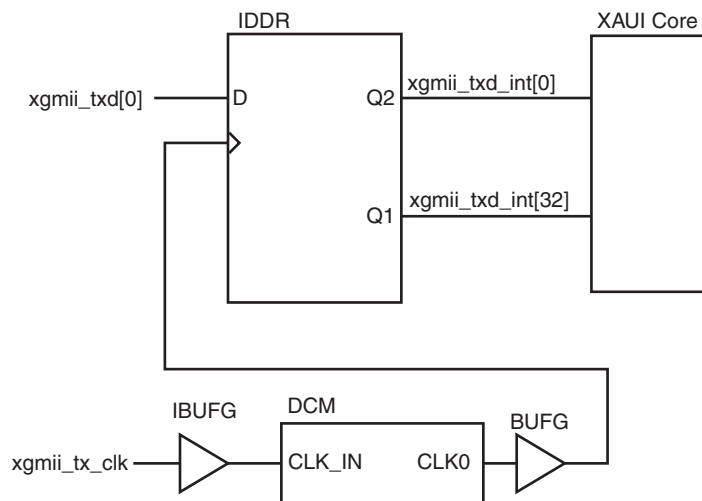 IDDR
XAUI Core
xgmii_txd[0]
D
Q2
xgmii_txd_int[0]
Q1
xgmii_txd_int[32]
IBUFG
DCM
BUFG
xgmii_tx_clk
CLK_IN
CLK0